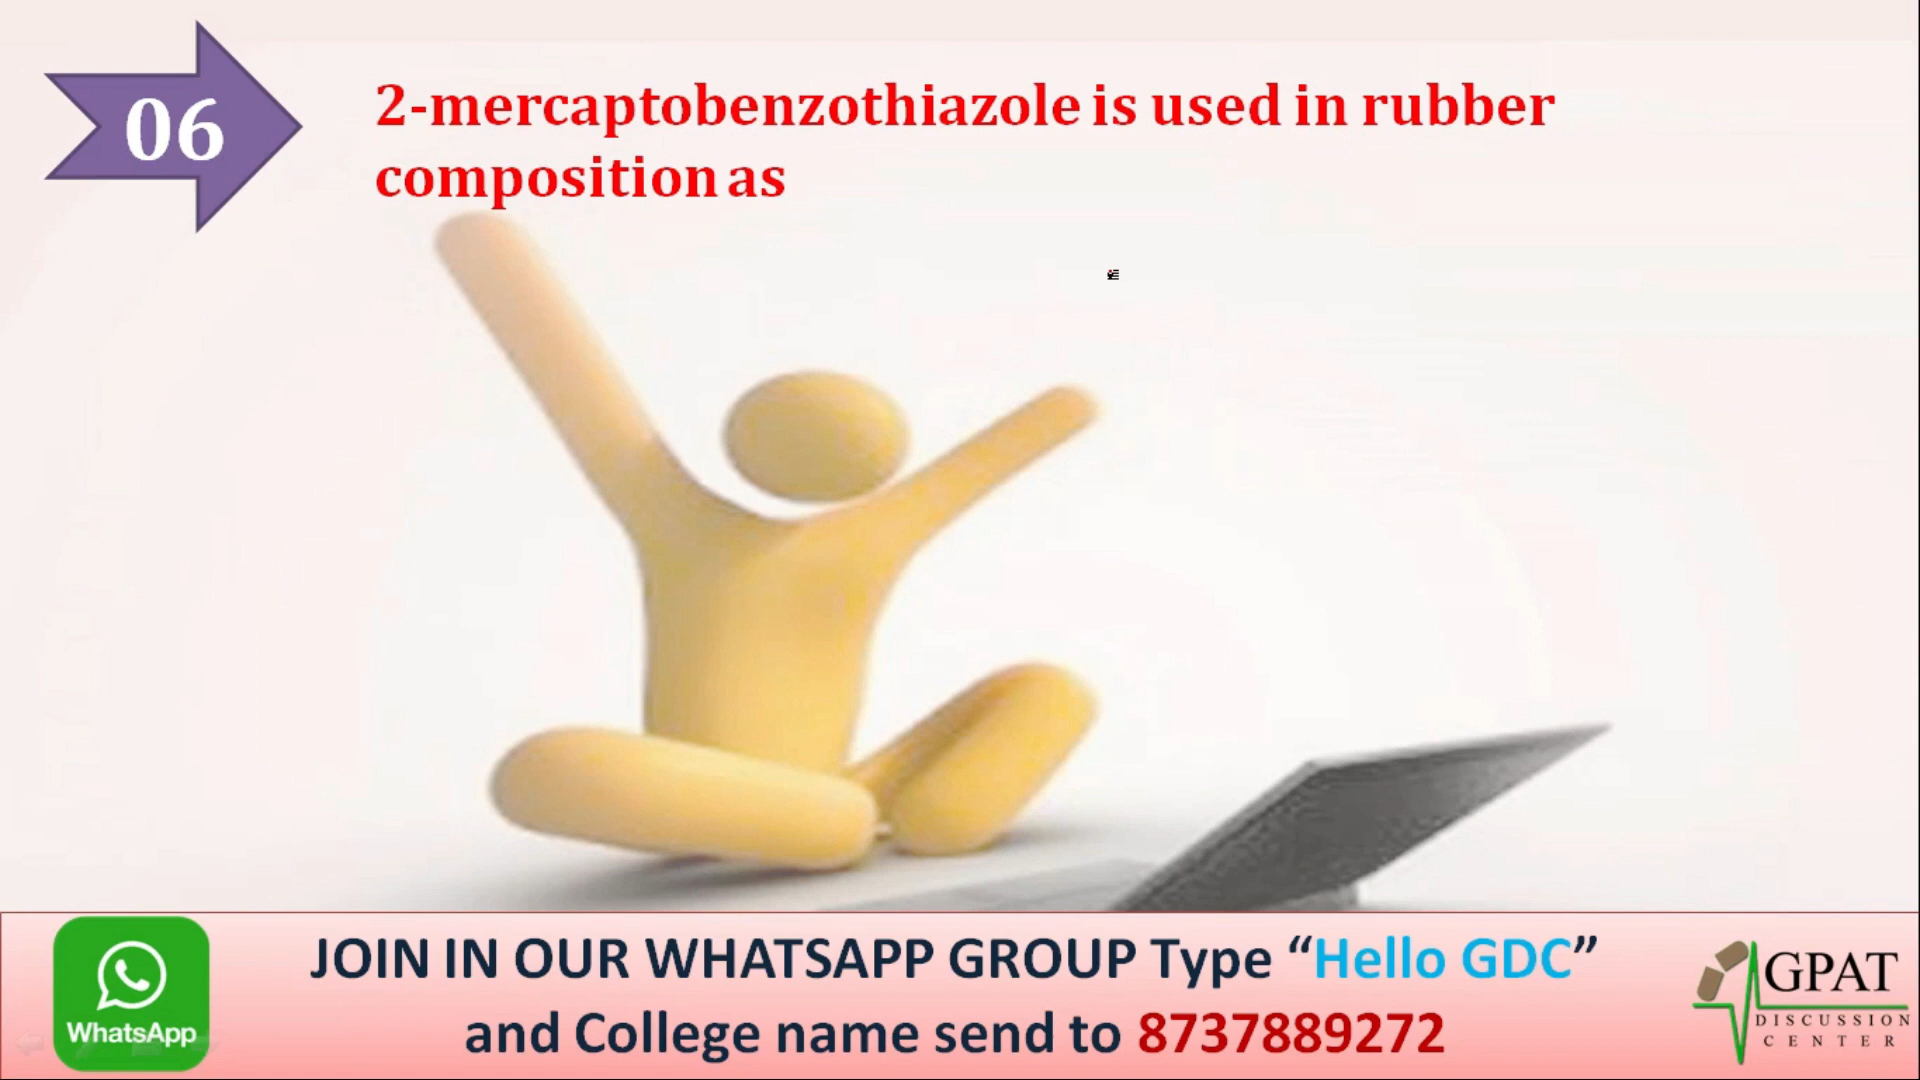 06
2-mercaptobenzothiazole is used in rubber
composition as
WhatsApp
JOIN IN OUR WHATSAPP GROUP Type “Hello GDC”
and College name send to 8737889272
GPAT
DISCUSSION
CENTER